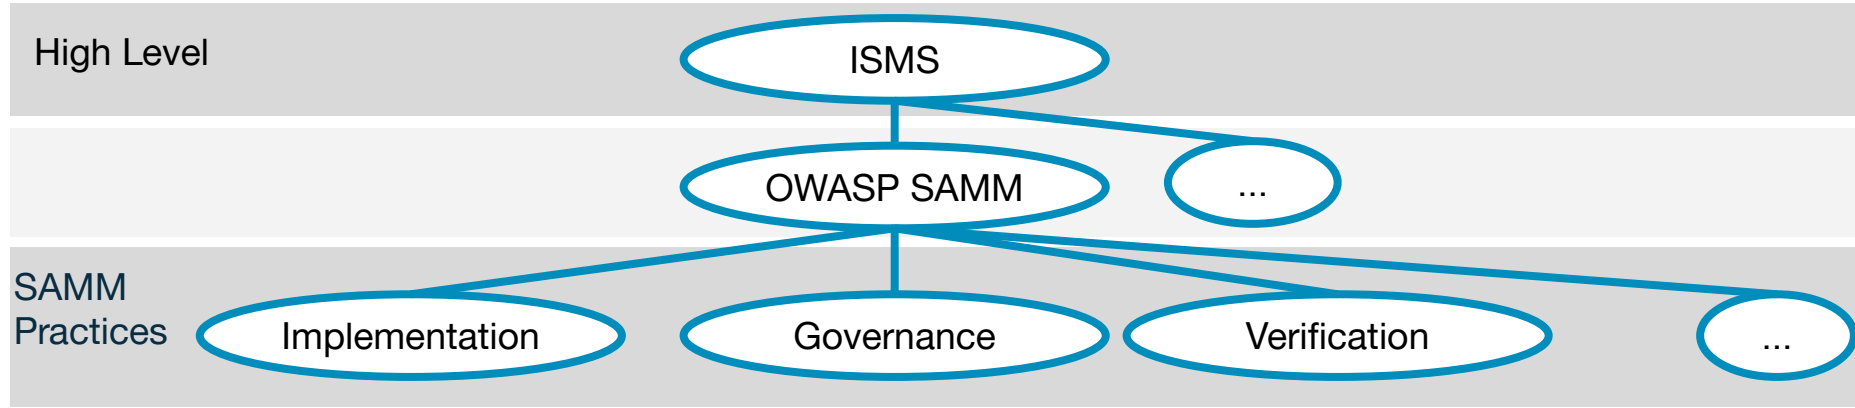 High Level
ISMS
OWASP SAMM
...
SAMM
Practices
Implementation
Governance
Verification
...